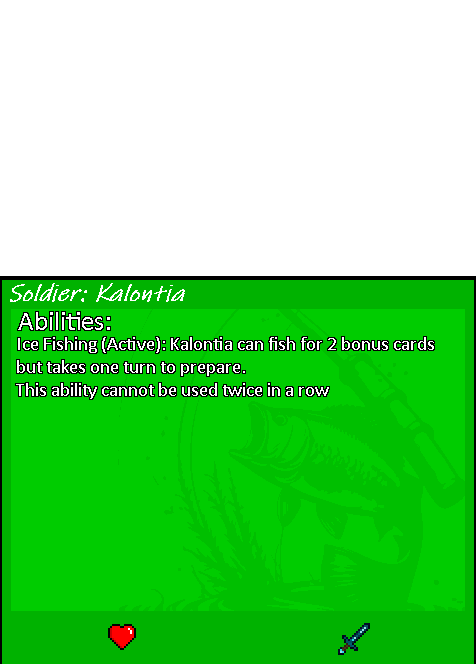 Soldier: Kalontia
Abilities:
Ice Fishing (Active): Kalontia can fish for 2 bonus cards
but takes one turn to prepare.
This ability cannot be used twice in a row